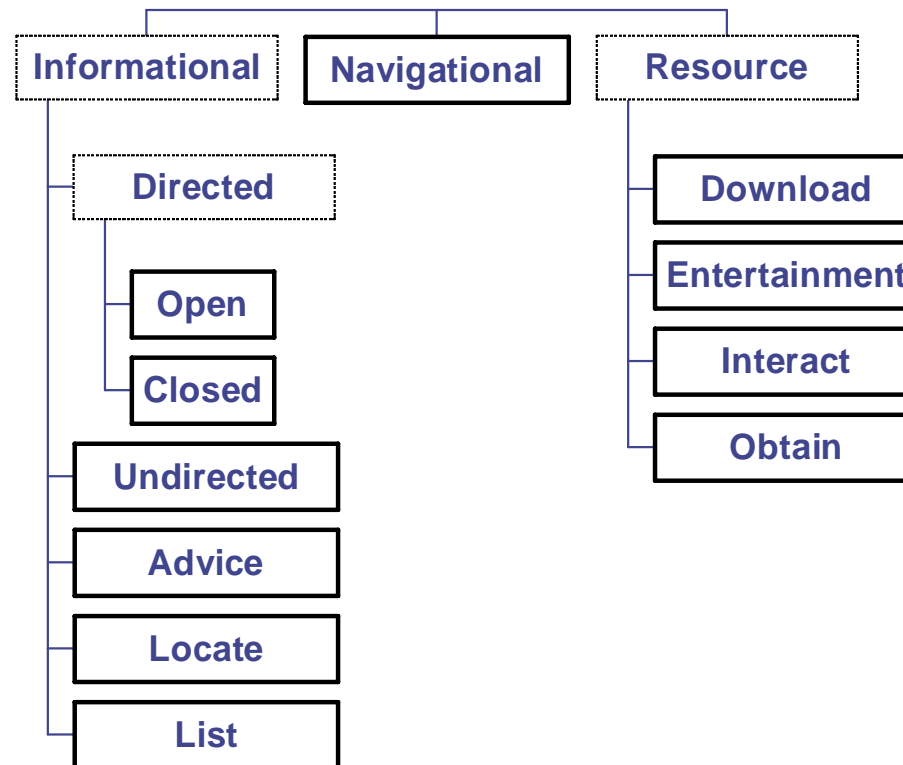 Informational
Navigational
Resource
Directed
Open
Closed
Undirected
Advice
Locate
List
Download
Entertainment
Interact
Obtain